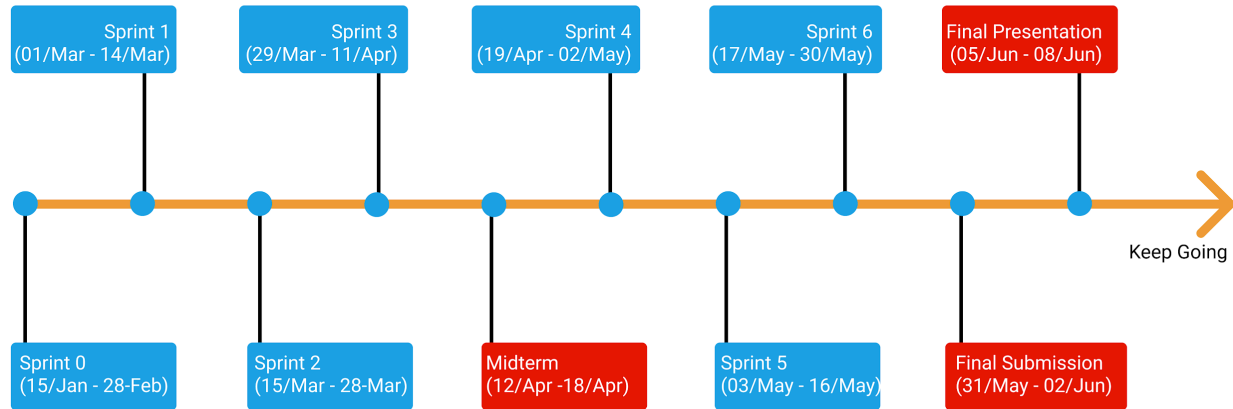 Sprint 1
(01/Mar - 14/Mar)
Sprint 3
(29/Mar - 11/Apr)
Sprint 4
(19/Apr - 02/May)
Sprint 6
(17/May - 30/May)
Final Presentation
(05/Jun - 08/Jun)
Keep Going
Sprint 0
(15/Jan - 28-Feb)
Sprint 2
(15/Mar - 28-Mar)
Midterm
(12/Apr -18/Apr)
Sprint 5
(03/May - 16/May)
Final Submission
(31/May - 02/Jun)